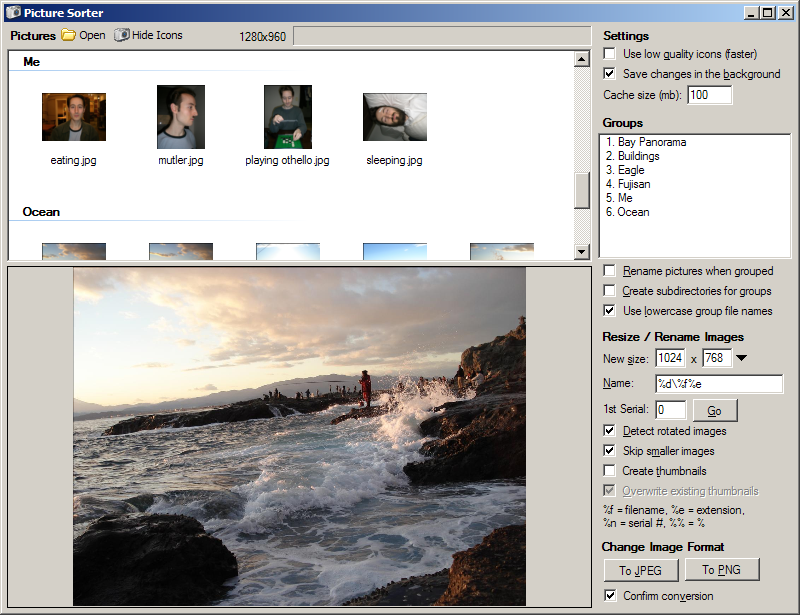 Picture Sorter
Pictures Open Hide Icons 1280x960
Me
eating.jpg mutler.jpg playing othello.jpg sleeping.jpg
Ocean
Settings
Use low quality icons (faster)
Save changes in the background
Cache size (mb): 100
Groups
1. Bay Panorama
2. Buildings
3. Eagle
4. Fujisan
5. Me
6. Ocean
Rename pictures when grouped
Create subdirectories for groups
Use lowercase group file names
Resize / Rename Images
New size: 1024 x 768
Name: %d\%f%e
1st Serial: 0 Go
Detect rotated images
Skip smaller images
Create thumbnails
Overwrite existing thumbnails
%f = filename, %e = extension,
%n = serial #, %% = %
Change Image Format
To JPEG To PNG
Confirm conversion